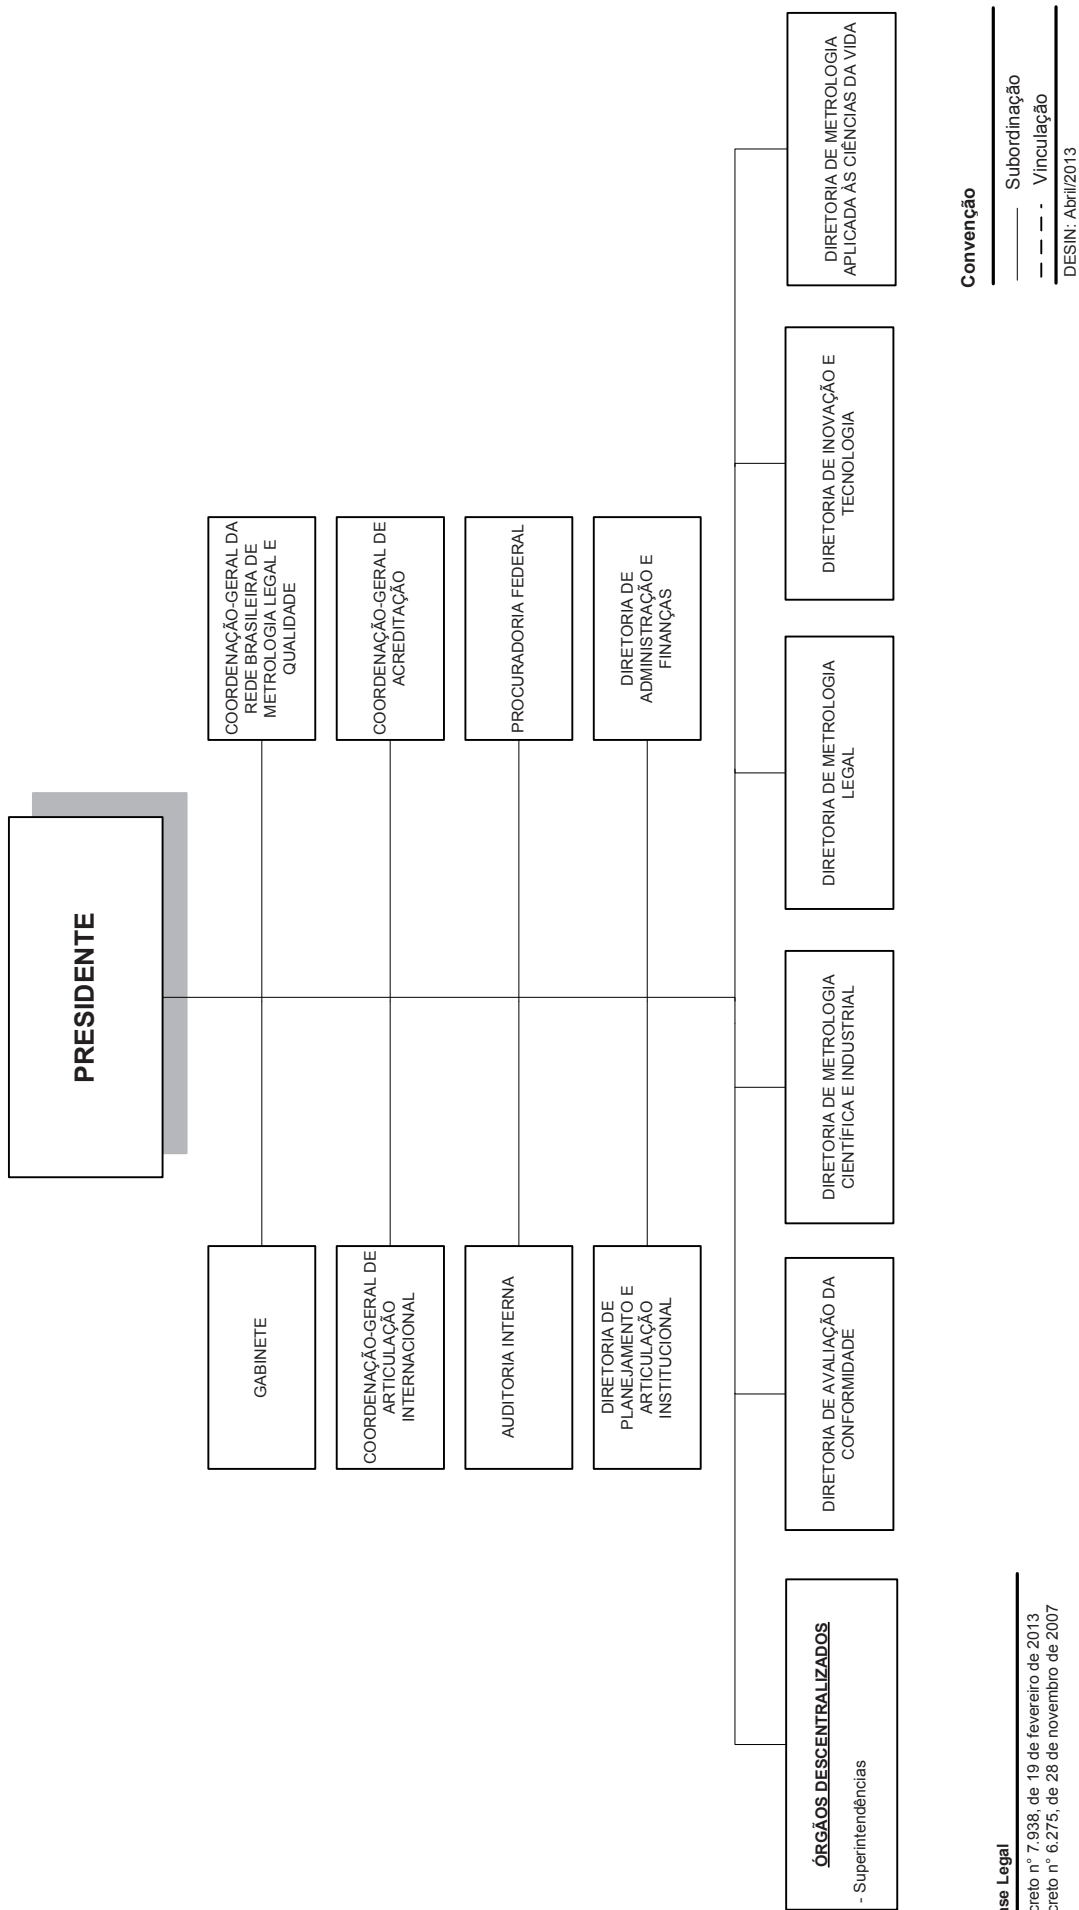 PRESIDENTE
GABINETE
COORDENAÇÃO-GERAL DA
REDE BRASILEIRA DE
METROLOGIA LEGAL E
QUALIDADE
COORDENAÇÃO-GERAL DE
ARTICULAÇÃO
INTERNACIONAL
COORDENAÇÃO-GERAL DE
ACREDITAÇÃO
AUDITORIA INTERNA
PROCURADORIA FEDERAL
DIRETORIA DE
PLANEJAMENTO E
ARTICULAÇÃO
INSTITUCIONAL
DIRETORIA DE
ADMINISTRAÇÃO E
FINANÇAS
ÓRGÃOS DESCENTRALIZADOS
- Superintendências
DIRETORIA DE AVALIAÇÃO DA
CONFORMIDADE
DIRETORIA DE METROLOGIA
CIENTÍFICA E INDUSTRIAL
DIRETORIA DE METROLOGIA
LEGAL
DIRETORIA DE INOVAÇÃO E
TECNOLOGIA
DIRETORIA DE METROLOGIA
APLICADA ÀS CIÊNCIAS DA VIDA
se Legal
creto n° 7.938, de 19 de fevereiro de 2013
creto n° 6.275, de 28 de novembro de 2007
Convenção
Subordinação
Vinculação
DESIN: Abril/2013